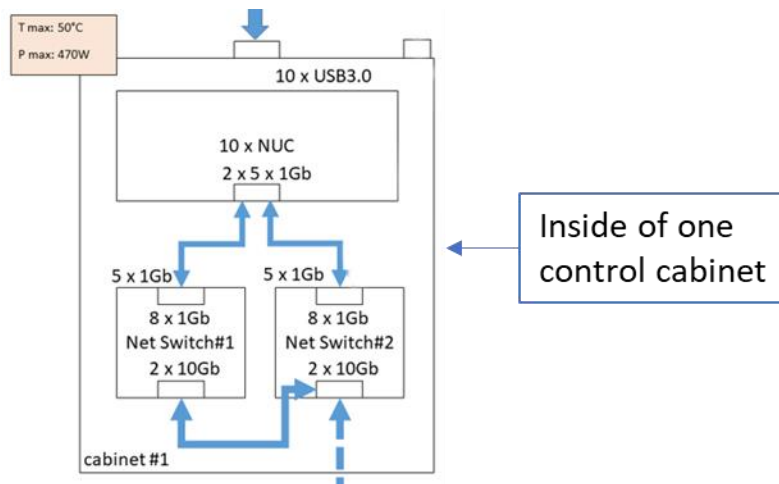 T max: 50°C
P max: 470W
10 x USB3.0
10 x NUC
2 x 5 x 1Gb
Inside of one
control cabinet
5 x 1Gb
5 x 1Gb
8 x 1Gb
8 x 1Gb
Net Switch#1
Net Switch#2
2 x 10Gb
2 x 10Gb
cabinet #1